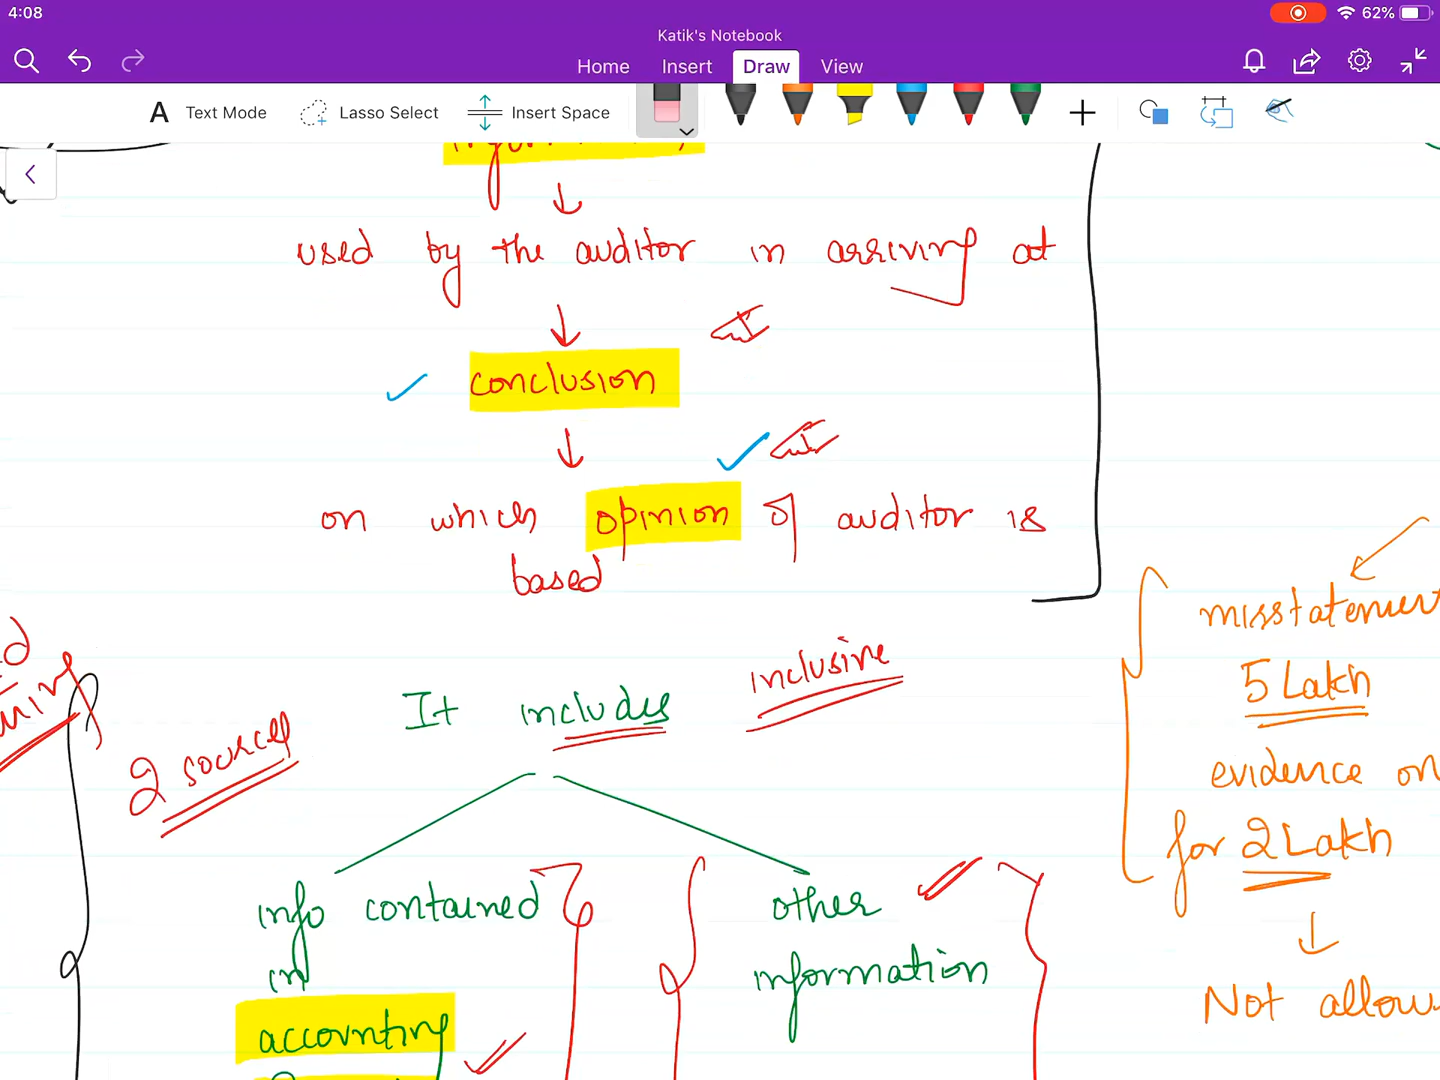 4:08
62%
Katik's Notebook
Home Insert Draw View
Text Mode Lasso Select Insert Space
used by the auditor in arriving at
conclusion
on which opinion of auditor is
based
It includes
inclusive
2 sources
info contained
in
accounting
other
information
misstatement
5 Lakh
evidence on
for 2 Lakh
Not allow